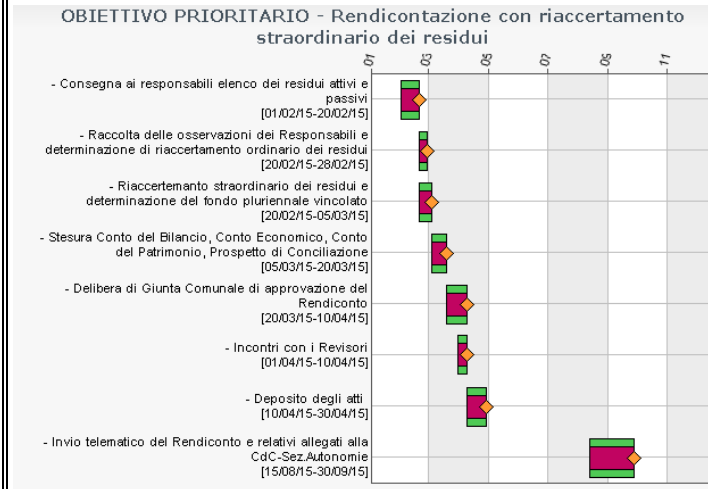 OBIETTIVO PRIORITARIO - Rendicontazione con riaccertamento
straordinario dei residui
01 03 05 07 05 11
- Consegna ai responsabili elenco dei residui attivi e
passivi
[01/02/15-20/02/15]
- Raccolta delle osservazioni dei Responsabili e
determinazione di riaccertamento ordinario dei residui
[20/02/15-28/02/15]
- Riaccertemanto straordinario dei residui e
determinazione del fondo pluriennale vincolato
[20/02/15-05/03/15]
- Stesura Conto del Bilancio, Conto Economico, Conto
del Patrimonio, Prospetto di Conciliazione
[05/03/15-20/03/15]
- Delibera di Giunta Comunale di approvazione del
Rendiconto
[20/03/15-10/04/15]
- Incontri con i Revisori
[01/04/15-10/04/15]
- Deposito degli atti
[10/04/15-30/04/15]
- Invio telematico del Rendiconto e relativi allegati alla
CdC-Sez.Autonomie
[15/08/15-30/09/15]